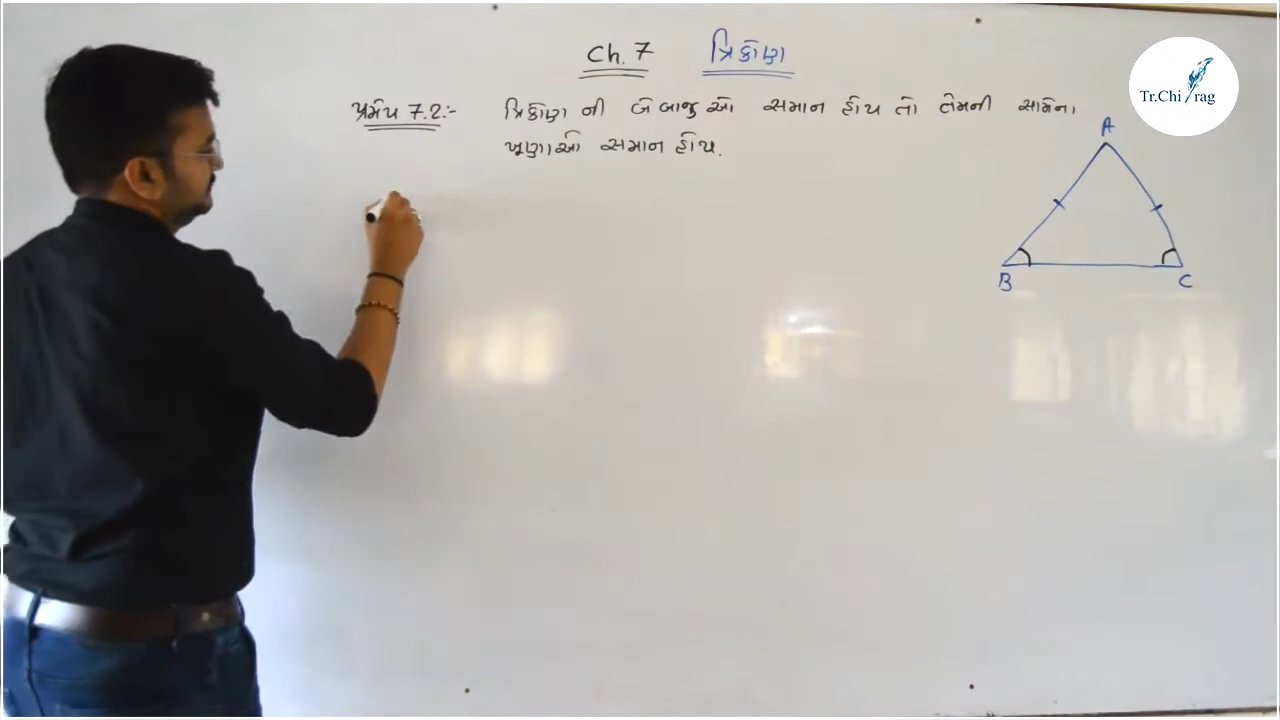 Ch. 7 ત્રિકોણ
પ્રમેય 7.2:- ત્રિકોણ ની બે બાજુ ઓ સમાન હોય તો તેમની સામેના
ખૂણાઓ સમાન હોય.
Tr.Chirag
A
B C